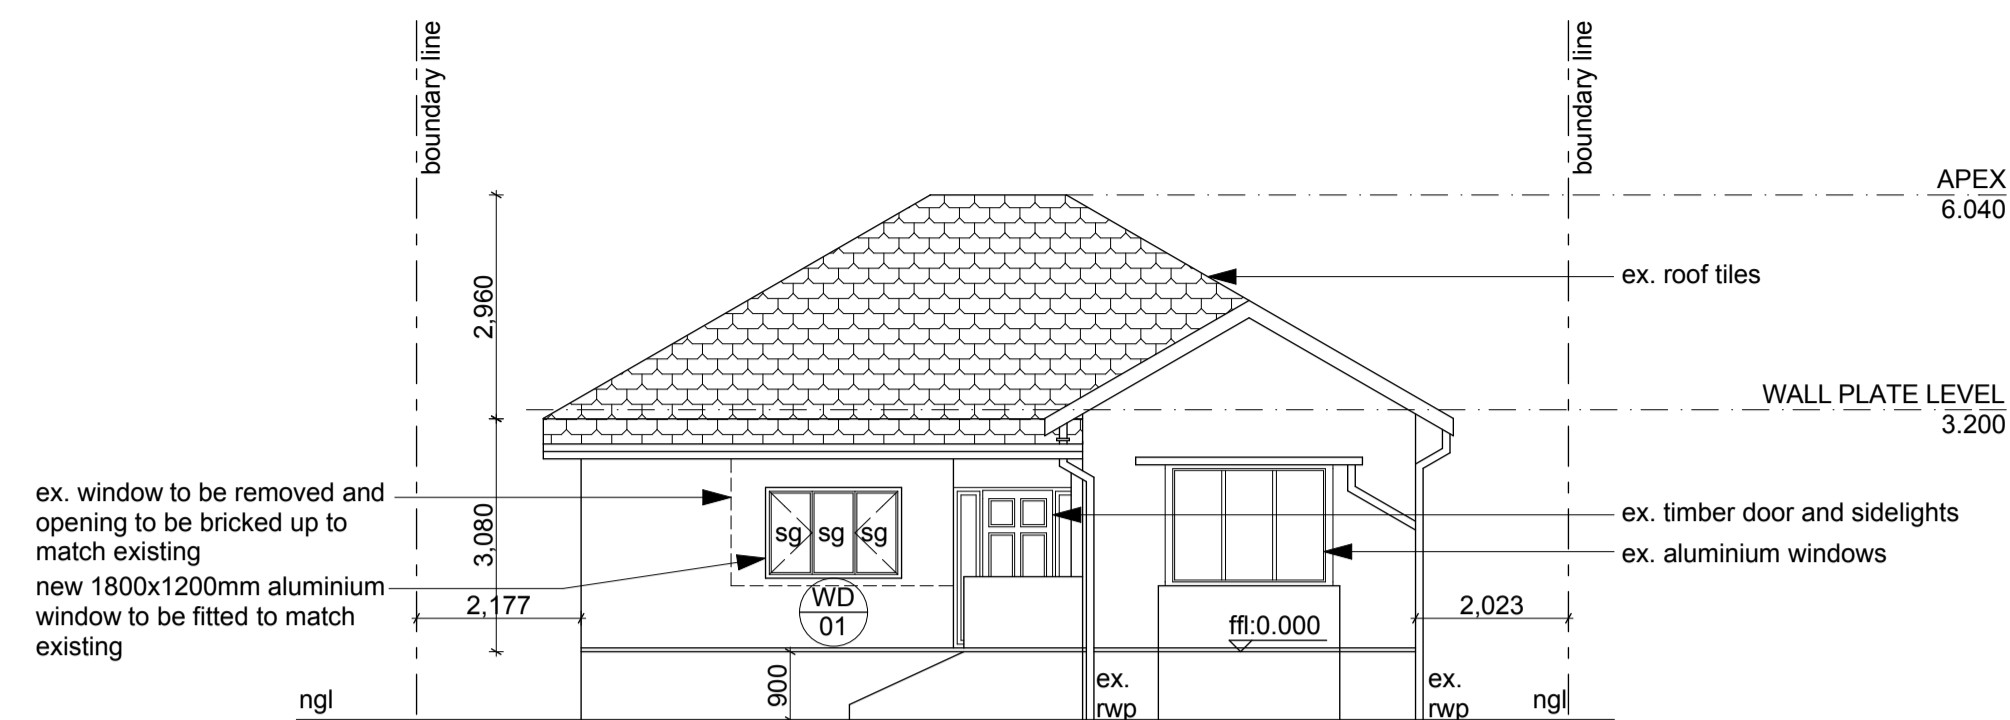 boundary line
boundary line
APEX
6.040
ex. roof tiles
2,960
WALL PLATE LEVEL
3.200
ex. window to be removed and
opening to be bricked up to
match existing
new 1800x1200mm aluminium
window to be fitted to match
existing
3,080
sg sg sg
ex. timber door and sidelights
ex. aluminium windows
2,177
WD
01
ffl:0.000
2,023
900
ngl
ex.
rwp
ex.
rwp
ngl